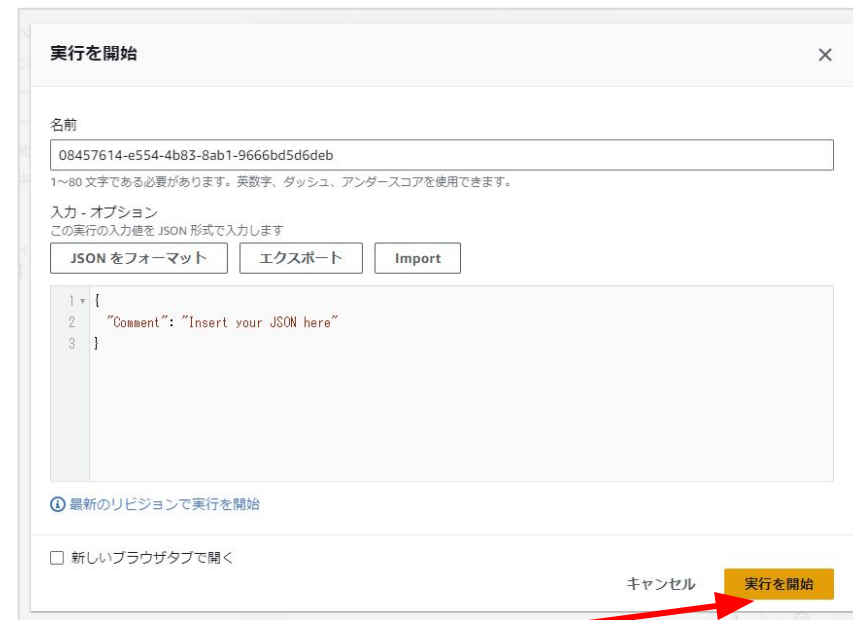 実行を開始
名前
08457614-e554-4b83-8ab1-9666bd5d6deb
1～80 文字である必要があります。英数字、ダッシュ、アンダースコアを使用できます。
入力 - オプション
この実行の入力値を JSON 形式で入力します
JSON をフォーマット エクスポート Import
1 {
2 "Comment": "Insert your JSON here"
3 }
最新のリビジョンで実行を開始
新しいブラウザタブで開く
キャンセル 実行を開始